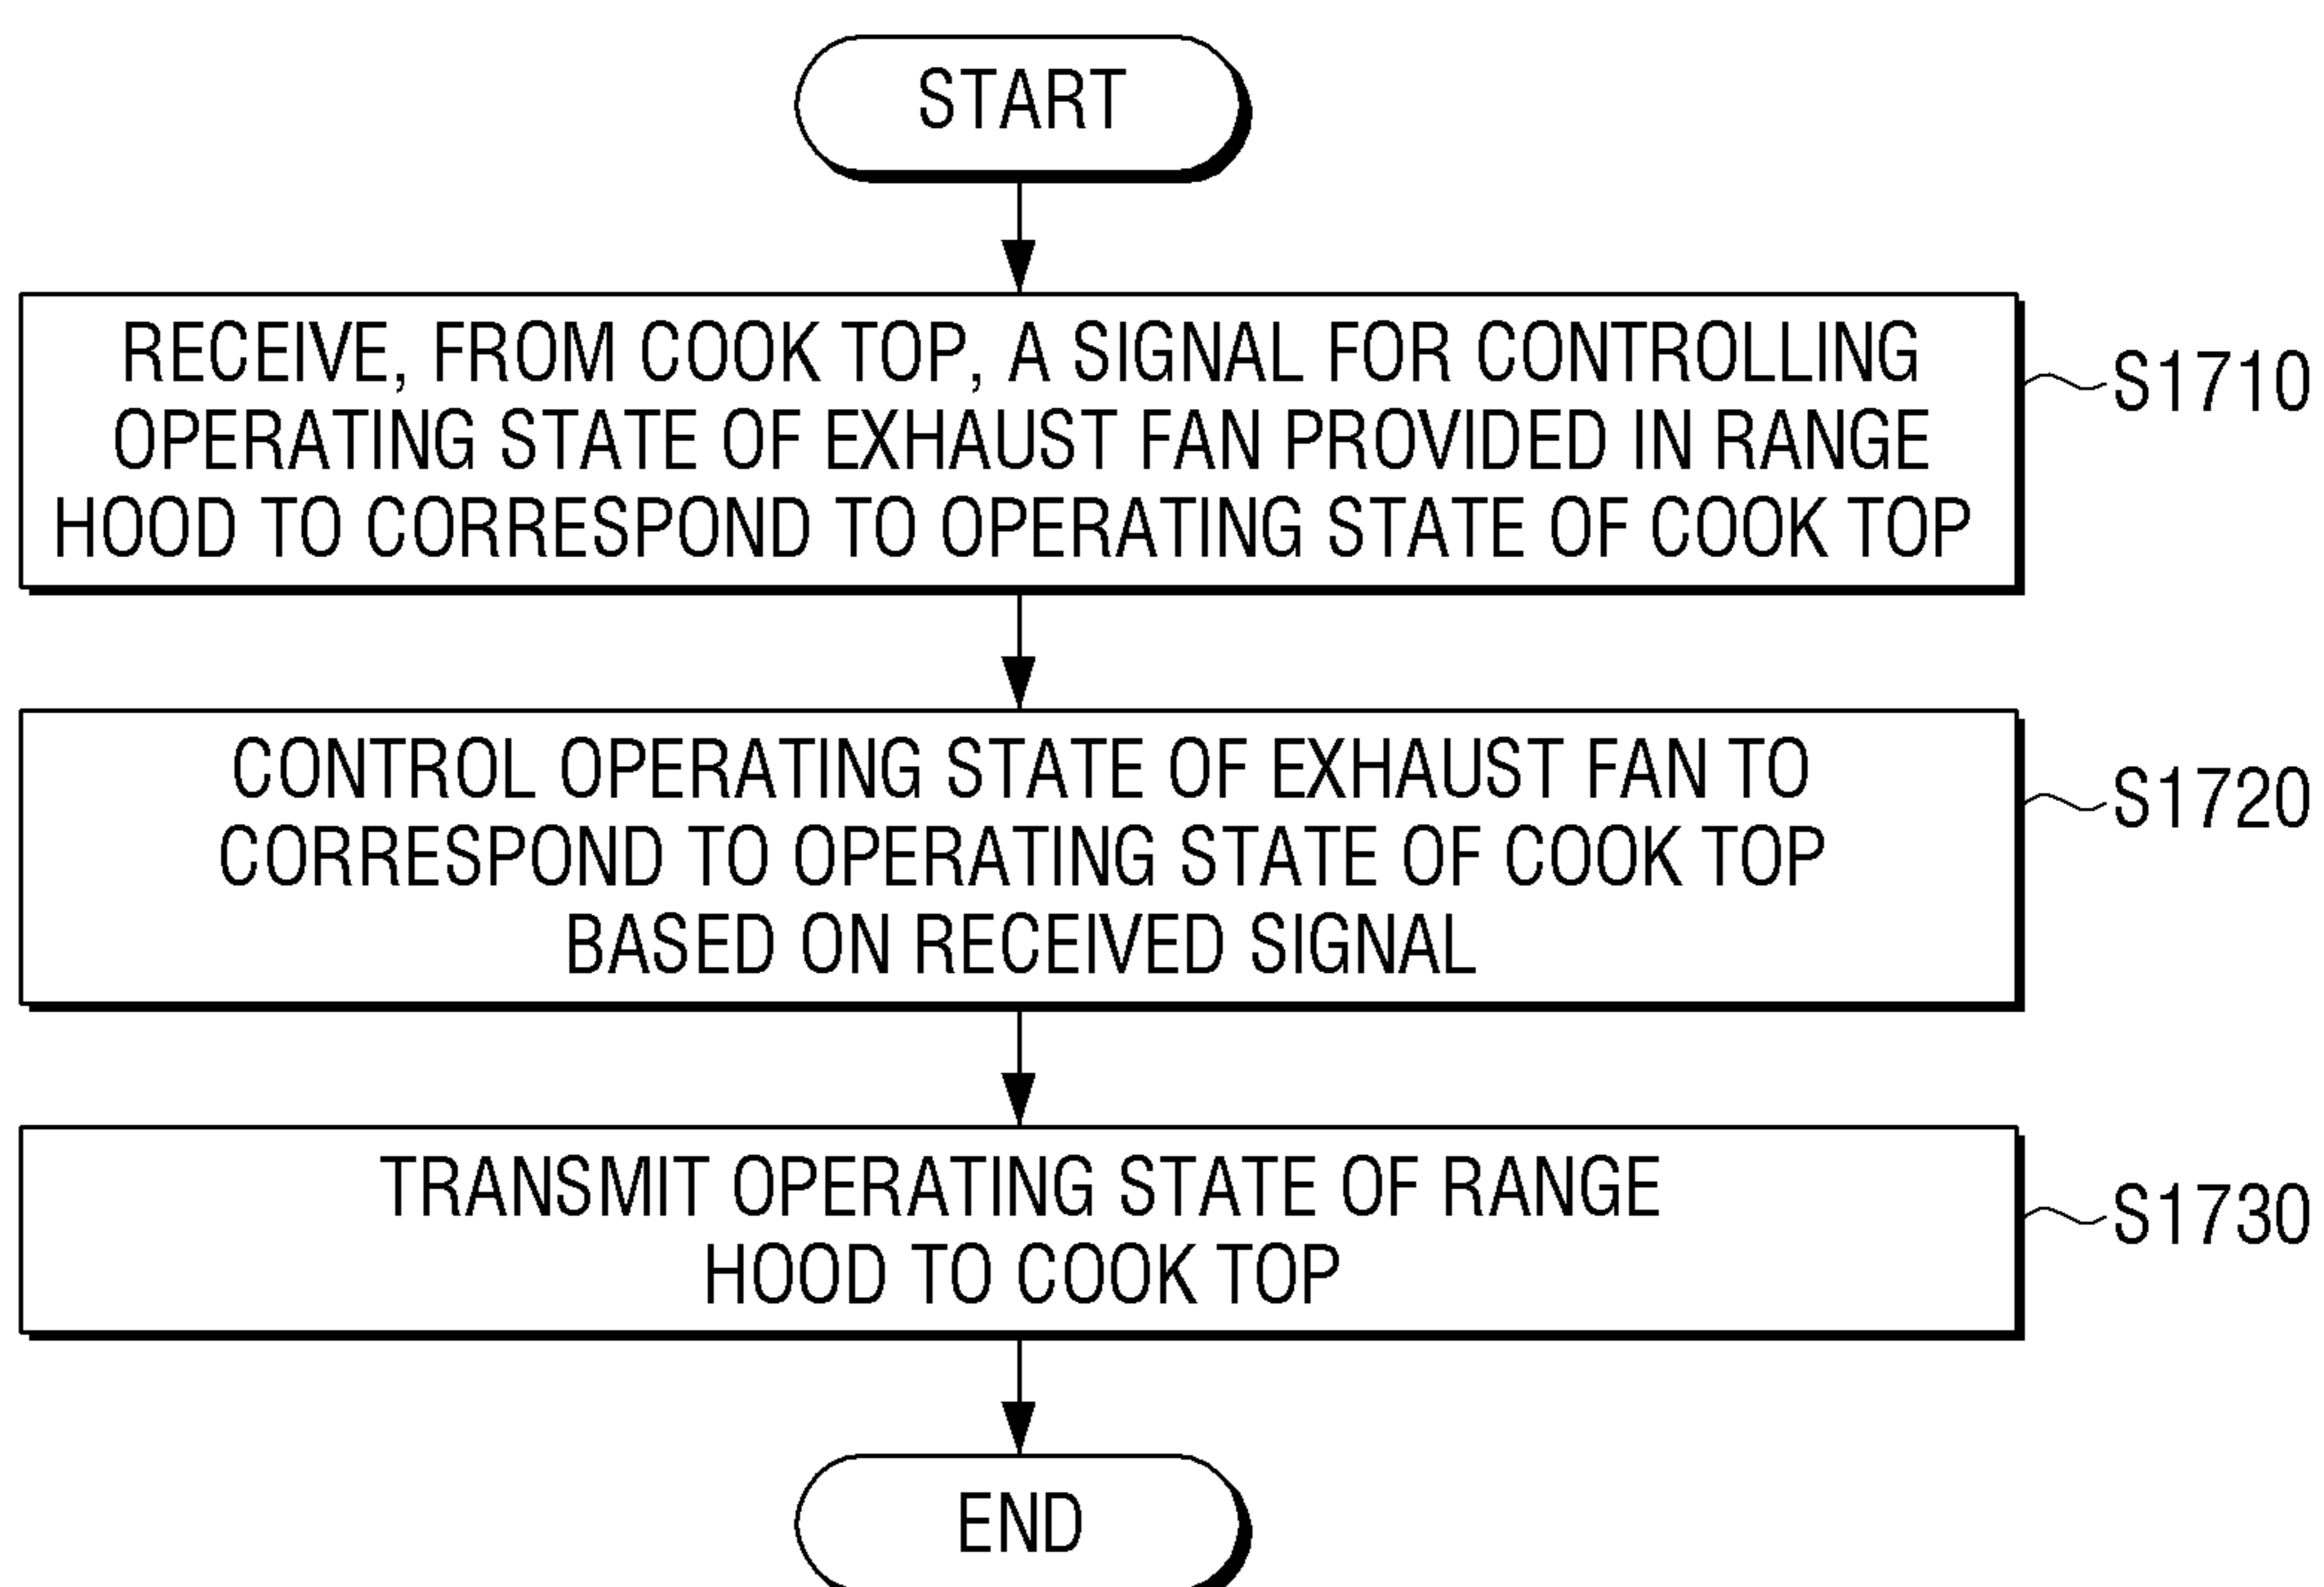 START
RECEIVE, FROM COOK TOP, A SIGNAL FOR CONTROLLING
OPERATING STATE OF EXHAUST FAN PROVIDED IN RANGE
HOOD TO CORRESPOND TO OPERATING STATE OF COOK TOP
S1710
CONTROL OPERATING STATE OF EXHAUST FAN TO
CORRESPOND TO OPERATING STATE OF COOK TOP
BASED ON RECEIVED SIGNAL
S1720
TRANSMIT OPERATING STATE OF RANGE
HOOD TO COOK TOP
S1730
END